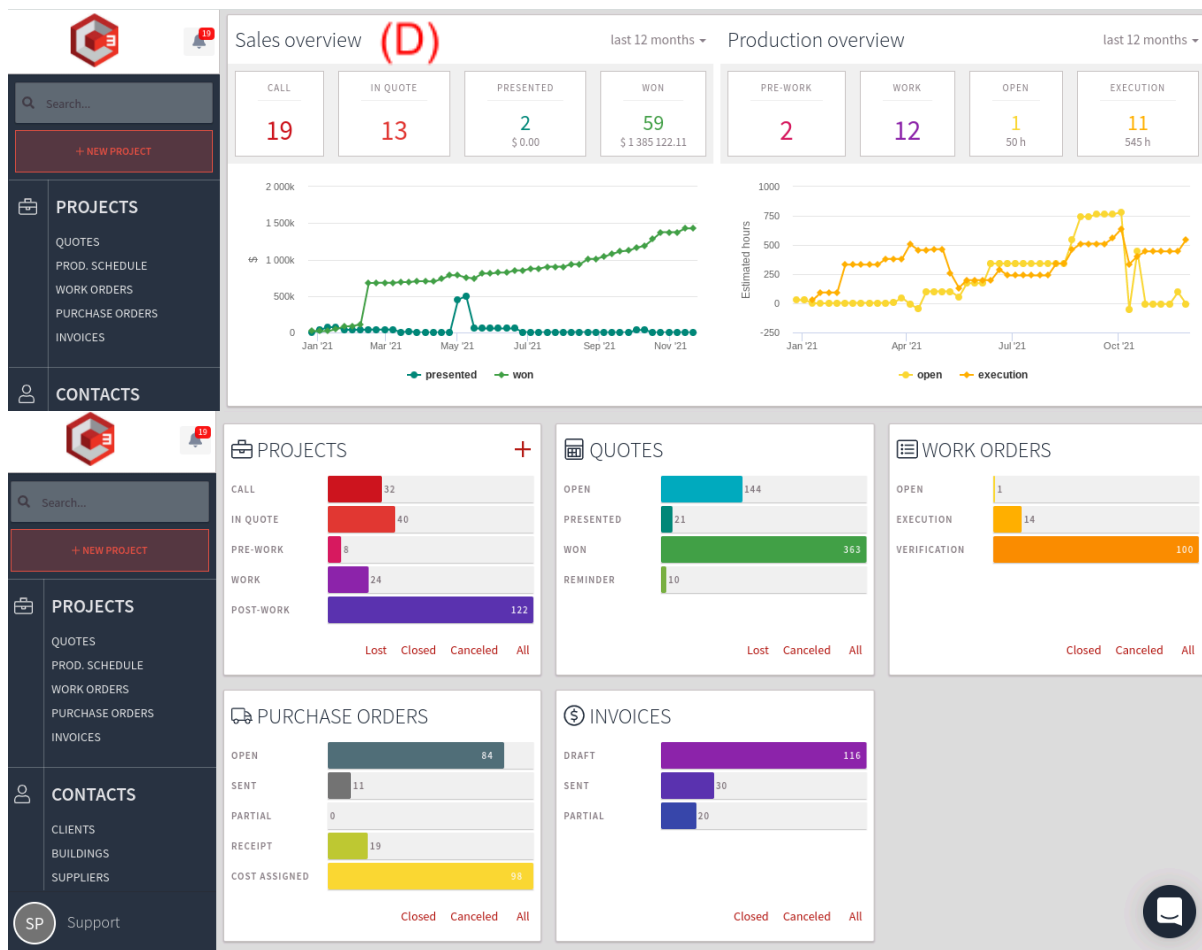 19
Search...
+ NEW PROJECT
PROJECTS
QUOTES
PROD. SCHEDULE
WORK ORDERS
PURCHASE ORDERS
INVOICES
CONTACTS
Sales overview (D) last 12 months
CALL IN QUOTE PRESENTED WON
19 13 2 59
$ 0.00 $ 1 385 122.11
2 000k
1 500k
$ 1 000k
500k
0
Jan '21 Mar '21 May '21 Jul '21 Sep '21 Nov '21
presented won
Production overview last 12 months
PRE-WORK WORK OPEN EXECUTION
2 12 1 11
50 h 545 h
Estimated hours
1000
750
500
250
0
-250
Jan '21 Apr '21 Jul '21 Oct '21
open execution
19
Search...
+ NEW PROJECT
PROJECTS
QUOTES
PROD. SCHEDULE
WORK ORDERS
PURCHASE ORDERS
INVOICES
CONTACTS
CLIENTS
BUILDINGS
SUPPLIERS
SP Support
PROJECTS +
CALL 32
IN QUOTE 40
PRE-WORK 8
WORK 24
POST-WORK 122
Lost Closed Canceled All
QUOTES
OPEN 144
PRESENTED 21
WON 363
REMINDER 10
Lost Canceled All
WORK ORDERS
OPEN 1
EXECUTION 14
VERIFICATION 100
Closed Canceled All
PURCHASE ORDERS
OPEN 84
SENT 11
PARTIAL 0
RECEIPT 19
COST ASSIGNED 98
Closed Canceled All
INVOICES
DRAFT 116
SENT 30
PARTIAL 20
Closed Canceled All